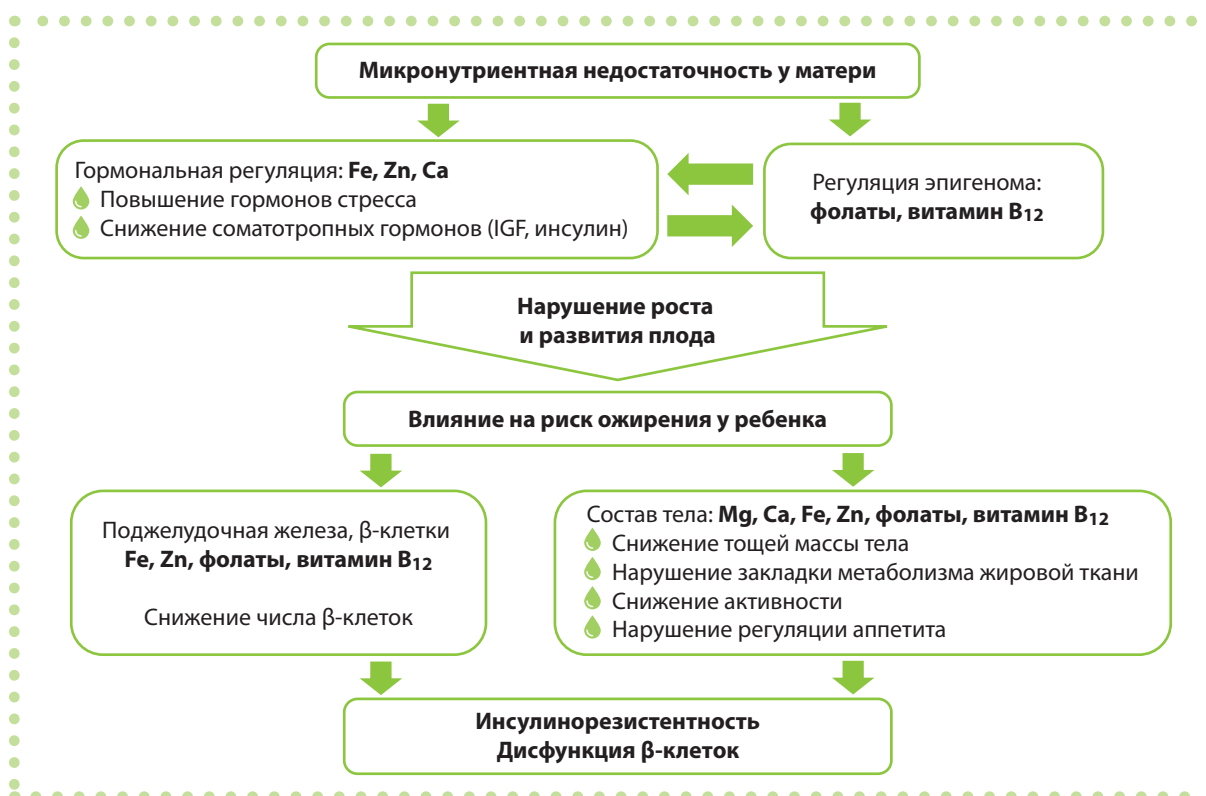 Микронутриентная недостаточность у матери
Гормональная регуляция: Fe, Zn, Ca
Повышение гормонов стресса
Снижение соматотропных гормонов (IGF, инсулин)
Регуляция эпигенома:
фолаты, витамин B12
Нарушение роста
и развития плода
Влияние на риск ожирения у ребенка
Поджелудочная железа, β-клетки
Fe, Zn, фолаты, витамин B12
Снижение числа β-клеток
Состав тела: Mg, Ca, Fe, Zn, фолаты, витамин B12
Снижение тощей массы тела
Нарушение закладки метаболизма жировой ткани
Снижение активности
Нарушение регуляции аппетита
Инсулинорезистентность
Дисфункция β-клеток